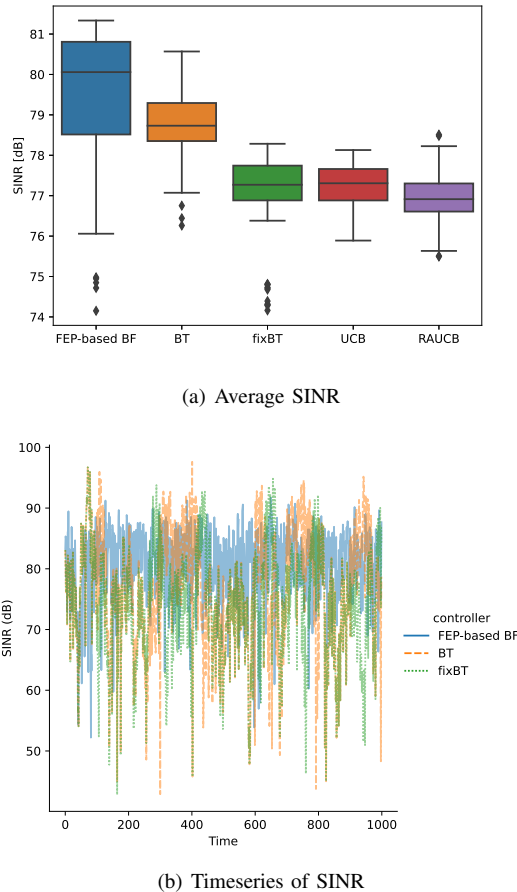 81
80
79
78
77
76
75
74
SINR [dB]
FEP-based BF BT fixBT UCB RAUCB
(a) Average SINR
100
90
80
70
60
50
SINR (dB)
controller
FEP-based BF
BT
fixBT
0 200 400 600 800 1000
Time
(b) Timeseries of SINR